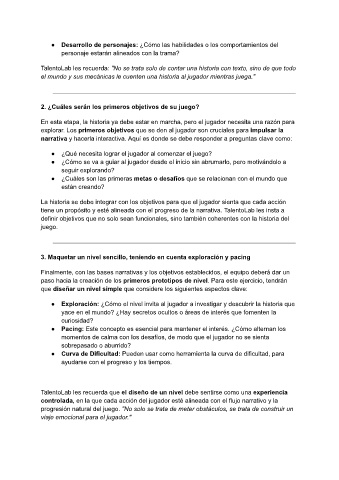 ● Desarrollo de personajes: ¿Cómo las habilidades o los comportamientos del
personaje estarán alineados con la trama?
TalentoLab les recuerda: "No se trata solo de contar una historia con texto, sino de que todo
el mundo y sus mecánicas le cuenten una historia al jugador mientras juega."
2. ¿Cuáles serán los primeros objetivos de su juego?
En esta etapa, la historia ya debe estar en marcha, pero el jugador necesita una razón para
explorar. Los primeros objetivos que se den al jugador son cruciales para impulsar la
narrativa y hacerla interactiva. Aquí es donde se debe responder a preguntas clave como:
● ¿Qué necesita lograr el jugador al comenzar el juego?
● ¿Cómo se va a guiar al jugador desde el inicio sin abrumarlo, pero motivándolo a
seguir explorando?
● ¿Cuáles son las primeras metas o desafíos que se relacionan con el mundo que
están creando?
La historia se debe integrar con los objetivos para que el jugador sienta que cada acción
tiene un propósito y esté alineada con el progreso de la narrativa. TalentoLab les insta a
definir objetivos que no solo sean funcionales, sino también coherentes con la historia del
juego.
3. Maquetar un nivel sencillo, teniendo en cuenta exploración y pacing
Finalmente, con las bases narrativas y los objetivos establecidos, el equipo deberá dar un
paso hacia la creación de los primeros prototipos de nivel. Para este ejercicio, tendrán
que diseñar un nivel simple que considere los siguientes aspectos clave:
● Exploración: ¿Cómo el nivel invita al jugador a investigar y descubrir la historia que
yace en el mundo? ¿Hay secretos ocultos o áreas de interés que fomenten la
curiosidad?
● Pacing: Este concepto es esencial para mantener el interés. ¿Cómo alternan los
momentos de calma con los desafíos, de modo que el jugador no se sienta
sobrepasado o aburrido?
● Curva de Dificultad: Pueden usar como herramienta la curva de dificultad, para
ayudarse con el progreso y los tiempos.
TalentoLab les recuerda que el diseño de un nivel debe sentirse como una experiencia
controlada, en la que cada acción del jugador esté alineada con el flujo narrativo y la
progresión natural del juego. "No solo se trata de meter obstáculos, se trata de construir un
viaje emocional para el jugador."